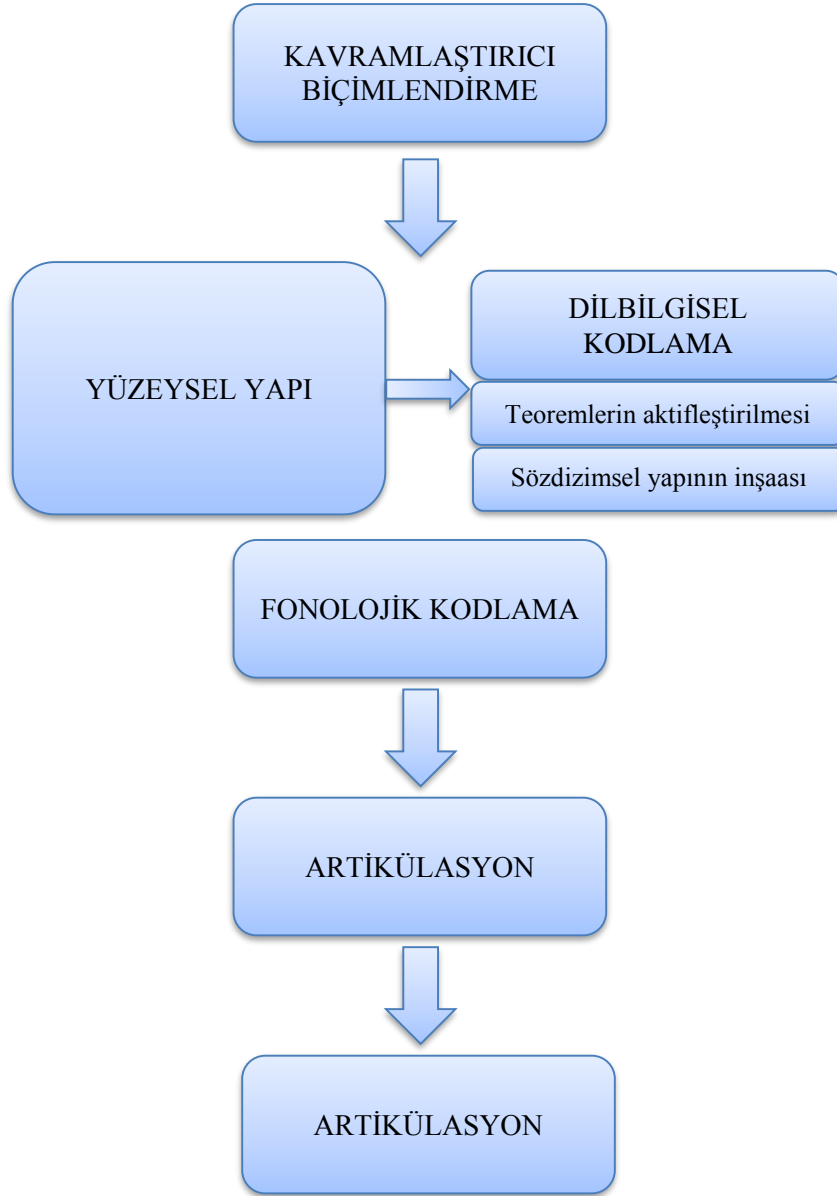 KAVRAMLAŞTIRICI
BİÇİMLENDİRME
YÜZEYSEL YAPI
DİLBİLGİSEL
KODLAMA
Teoremlerin aktifleştirilmesi
Sözdizimsel yapının inşaası
FONOLOJİK KODLAMA
ARTİKÜLASYON
ARTİKÜLASYON